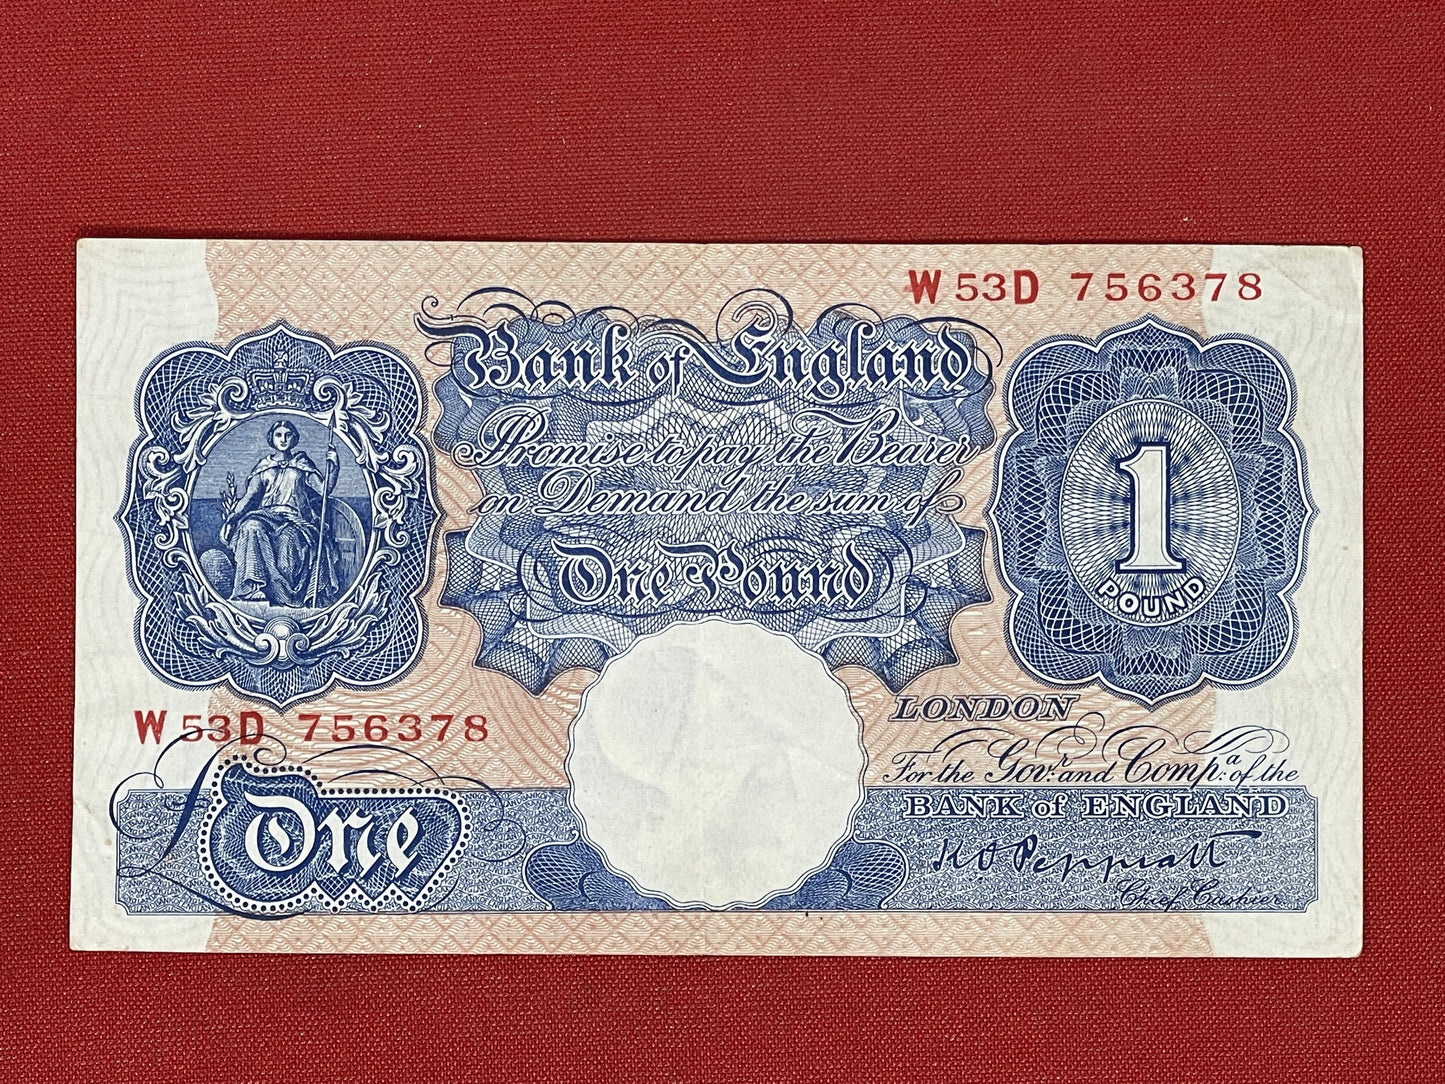 W53D 756378
Bank of England
Promise to pay the Bearer
on Demand the sum of
One Pound
1
POUND
LONDON
W53D 756378
For the Govr. and Compa. of the
BANK of ENGLAND
£ One
K O Peppiatt
Chief Cashier